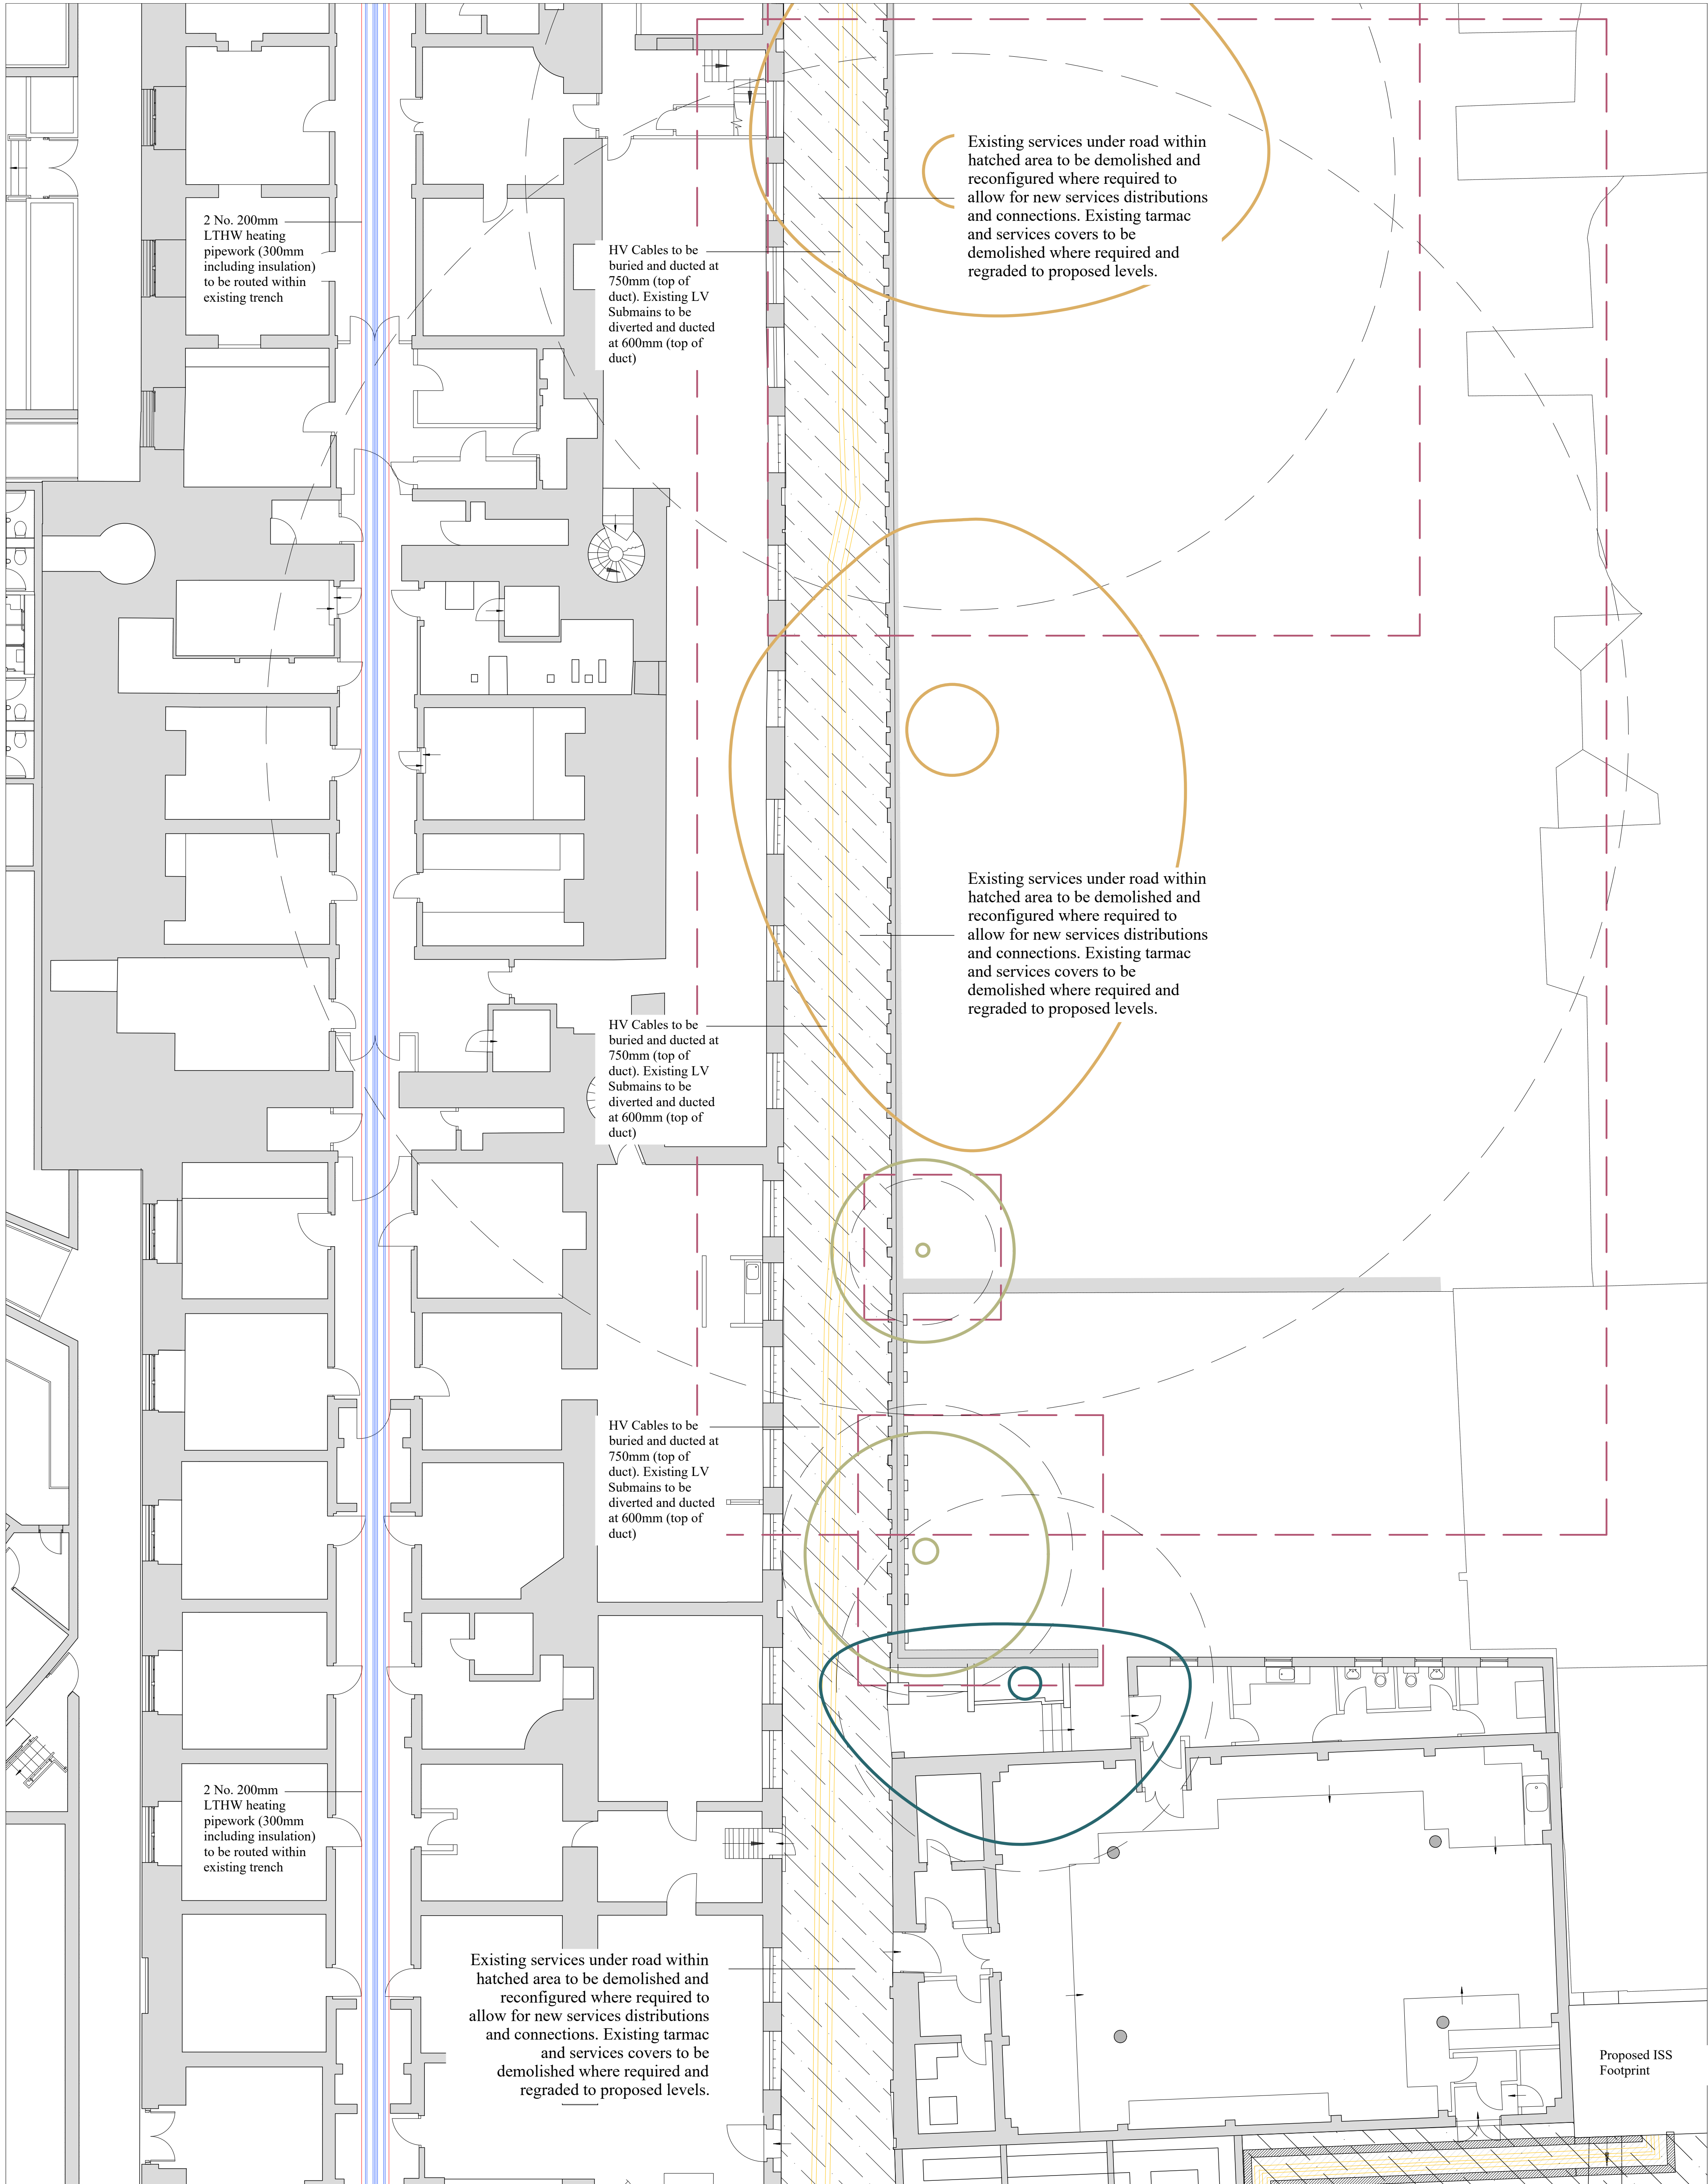 Existing services under road within
hatched area to be demolished and
reconfigured where required to
allow for new services distributions
and connections. Existing tarmac
and services covers to be
demolished where required and
regraded to proposed levels.
2 No. 200mm
LTHW heating
pipework (300mm
including insulation)
to be routed within
existing trench
HV Cables to be
buried and ducted at
750mm (top of
duct). Existing LV
Submains to be
diverted and ducted
at 600mm (top of
duct)
Existing services under road within
hatched area to be demolished and
reconfigured where required to
allow for new services distributions
and connections. Existing tarmac
and services covers to be
demolished where required and
regraded to proposed levels.
HV Cables to be
buried and ducted at
750mm (top of
duct). Existing LV
Submains to be
diverted and ducted
at 600mm (top of
duct)
HV Cables to be
buried and ducted at
750mm (top of
duct). Existing LV
Submains to be
diverted and ducted
at 600mm (top of
duct)
2 No. 200mm
LTHW heating
pipework (300mm
including insulation)
to be routed within
existing trench
Existing services under road within
hatched area to be demolished and
reconfigured where required to
allow for new services distributions
and connections. Existing tarmac
and services covers to be
demolished where required and
regraded to proposed levels.
Proposed ISS
Footprint